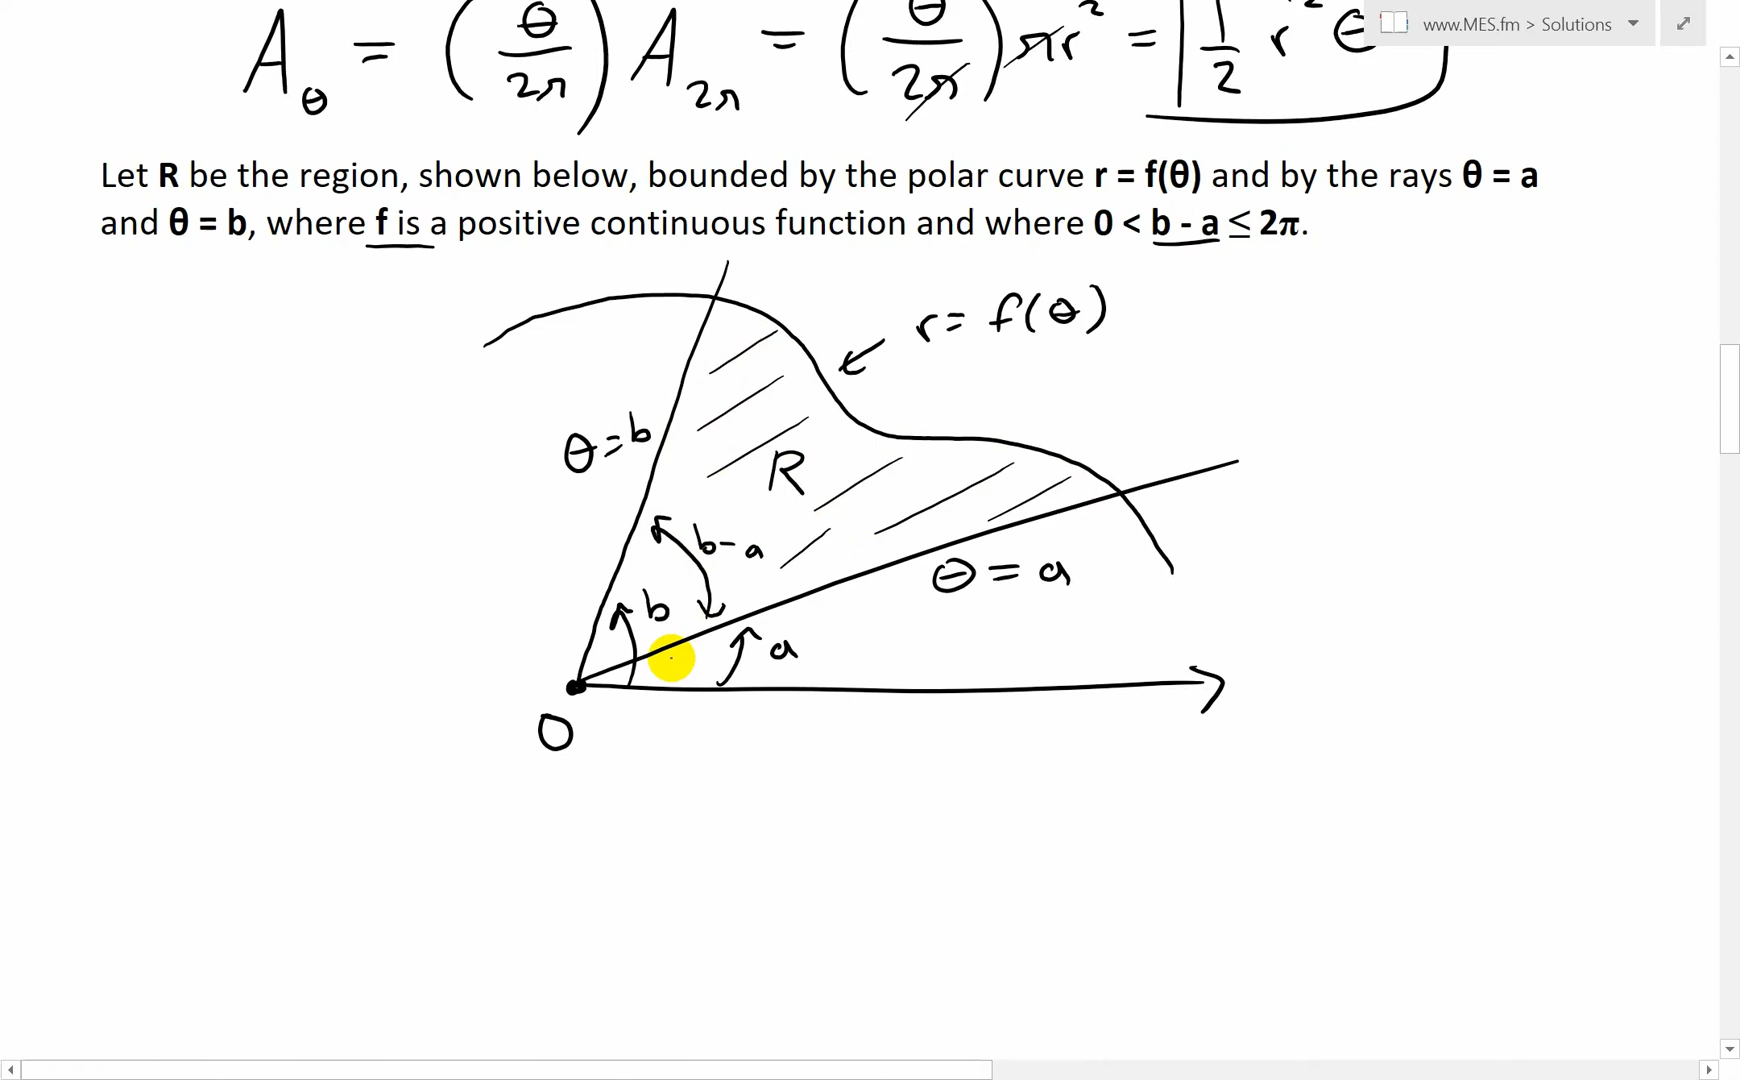 A_θ = (θ/2π) A_2π = (θ/2π) πr² = 1/2 r² θ
www.MES.fm > Solutions
Let R be the region, shown below, bounded by the polar curve r = f(θ) and by the rays θ = a
and θ = b, where f is a positive continuous function and where 0 < b - a ≤ 2π.
r = f(θ)
θ = b
R
b - a
θ = a
b
a
O